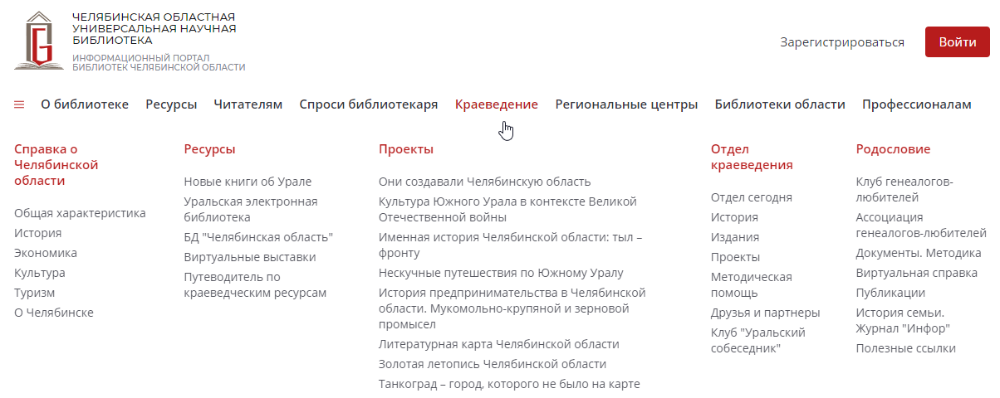 ЧЕЛЯБИНСКАЯ ОБЛАСТНАЯ
УНИВЕРСАЛЬНАЯ НАУЧНАЯ
БИБЛИОТЕКА
ИНФОРМАЦИОННЫЙ ПОРТАЛ
БИБЛИОТЕК ЧЕЛЯБИНСКОЙ ОБЛАСТИ
Зарегистрироваться
Войти
О библиотеке Ресурсы Читателям Спроси библиотекаря Краеведение Региональные центры Библиотеки области Профессионалам
Справка о
Челябинской
области
Общая характеристика
История
Экономика
Культура
Туризм
О Челябинске
Ресурсы
Новые книги об Урале
Уральская электронная
библиотека
БД "Челябинская область"
Виртуальные выставки
Путеводитель по
краеведческим ресурсам
Проекты
Они создавали Челябинскую область
Культура Южного Урала в контексте Великой
Отечественной войны
Именная история Челябинской области: тыл –
фронту
Нескучные путешествия по Южному Уралу
История предпринимательства в Челябинской
области. Мукомольно-крупяной и зерновой
промысел
Литературная карта Челябинской области
Золотая летопись Челябинской области
Танкоград – город, которого не было на карте
Отдел
краеведения
Отдел сегодня
История
Издания
Проекты
Методическая
помощь
Друзья и партнеры
Клуб "Уральский
собеседник"
Родословие
Клуб генеалогов-
любителей
Ассоциация
генеалогов-любителей
Документы. Методика
Виртуальная справка
Публикации
История семьи.
Журнал "Инфор"
Полезные ссылки